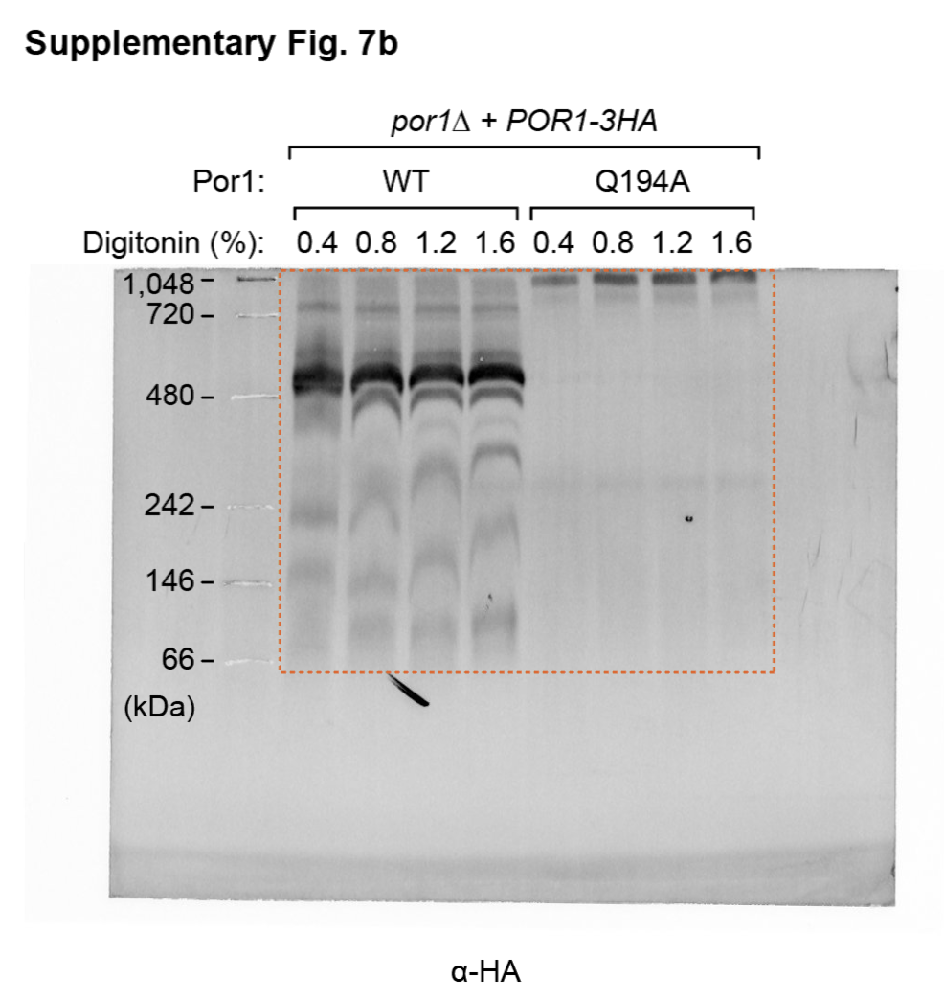 Supplementary Fig. 7b
por1Δ + POR1-3HA
Por1: WT Q194A
Digitonin (%): 0.4 0.8 1.2 1.6 0.4 0.8 1.2 1.6
1,048
720
480
242
146
66
(kDa)
α-HA